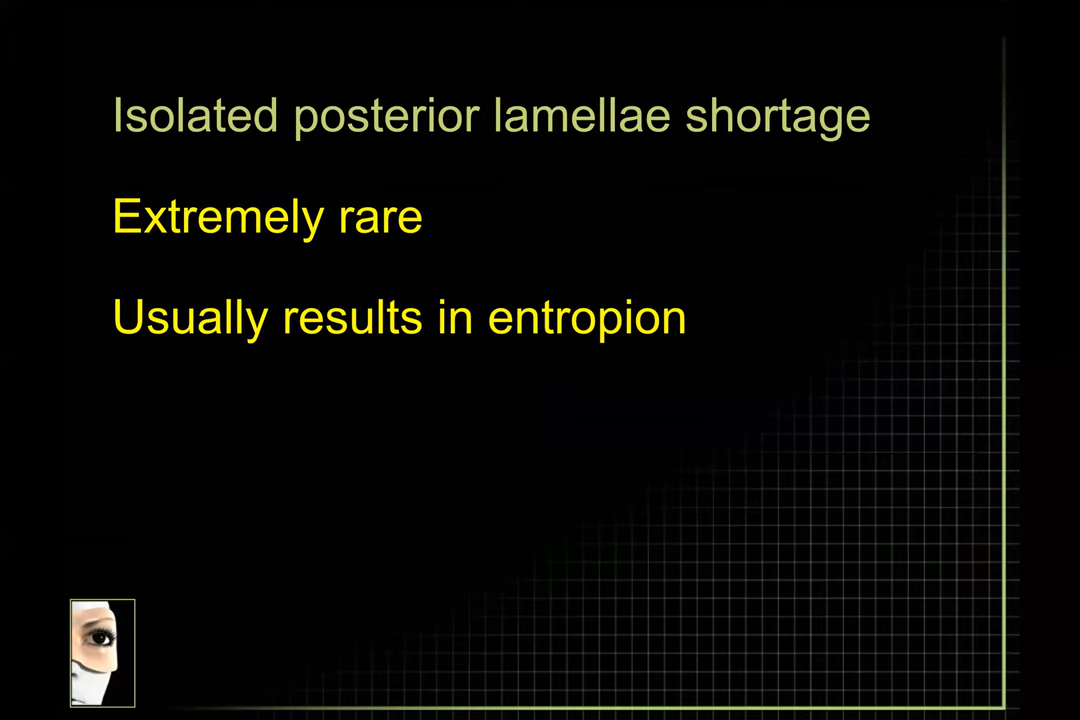 Isolated posterior lamellae shortage
Extremely rare
Usually results in entropion